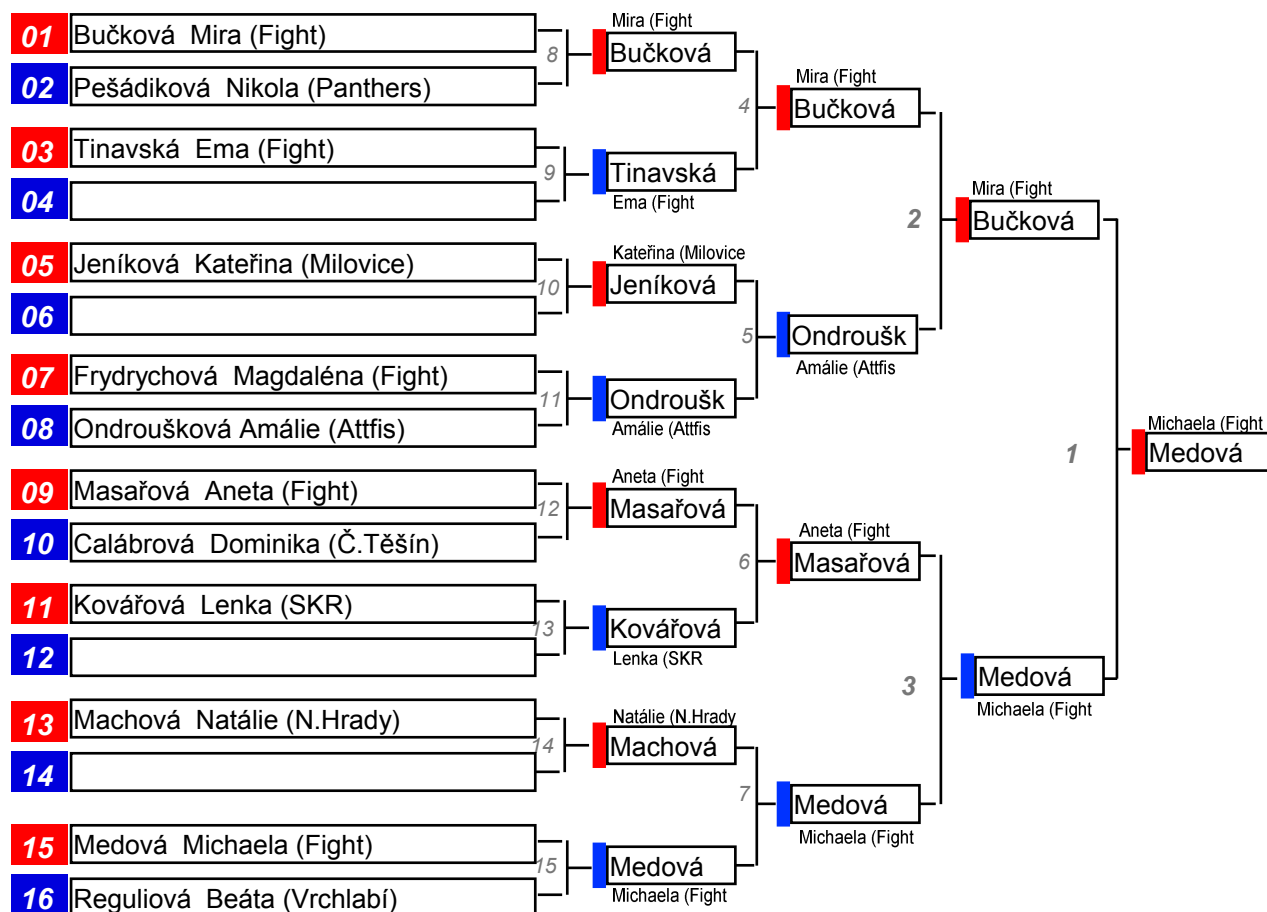 01 Bučková Mira (Fight)
02 Pešádiková Nikola (Panthers)
03 Tinavská Ema (Fight)
04
05 Jeníková Kateřina (Milovice)
06
07 Frydrychová Magdaléna (Fight)
08 Ondroušková Amálie (Attfis)
09 Masařová Aneta (Fight)
10 Calábrová Dominika (Č.Těšín)
11 Kovářová Lenka (SKR)
12
13 Machová Natálie (N.Hrady)
14
15 Medová Michaela (Fight)
16 Reguliová Beáta (Vrchlabí)
8
9
10
11
12
13
14
15
Mira (Fight
Bučková
Tinavská
Ema (Fight
Kateřina (Milovice
Jeníková
Ondroušk
Amálie (Attfis
Aneta (Fight
Masařová
Kovářová
Lenka (SKR
Natálie (N.Hrady
Machová
Medová
Michaela (Fight
4
5
6
7
Mira (Fight
Bučková
Ondroušk
Amálie (Attfis
Aneta (Fight
Masařová
Medová
Michaela (Fight
2
3
Mira (Fight
Bučková
Medová
Michaela (Fight
1
Michaela (Fight
Medová